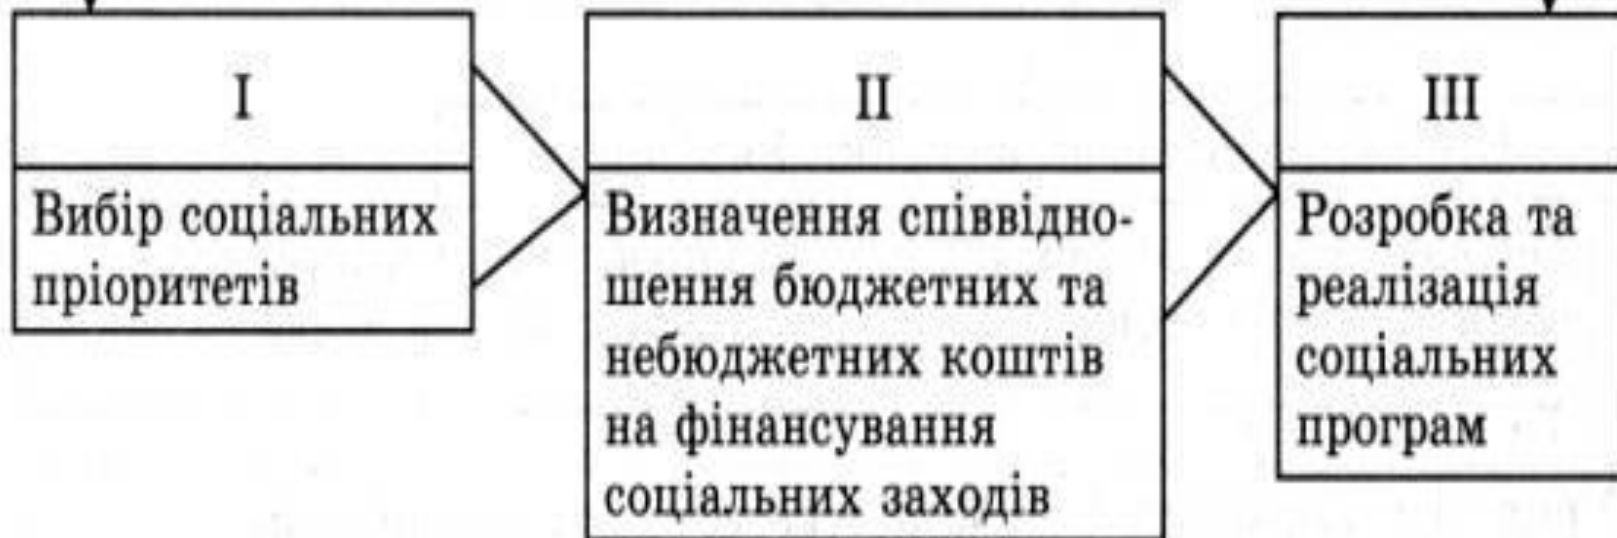 I
Вибір соціальних
пріоритетів
II
Визначення співвідно-
шення бюджетних та
небюджетних коштів
на фінансування
соціальних заходів
III
Розробка та
реалізація
соціальних
програм